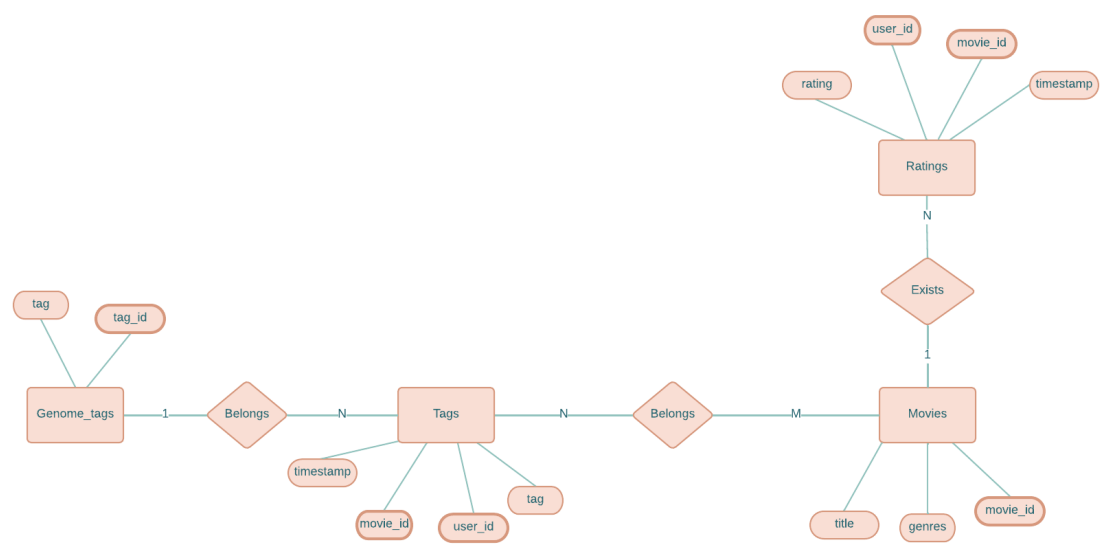 user_id
movie_id
rating
timestamp
Ratings
N
Exists
1
tag
tag_id
Genome_tags
1
Belongs
N
Tags
N
Belongs
M
Movies
timestamp
movie_id
user_id
tag
title
genres
movie_id